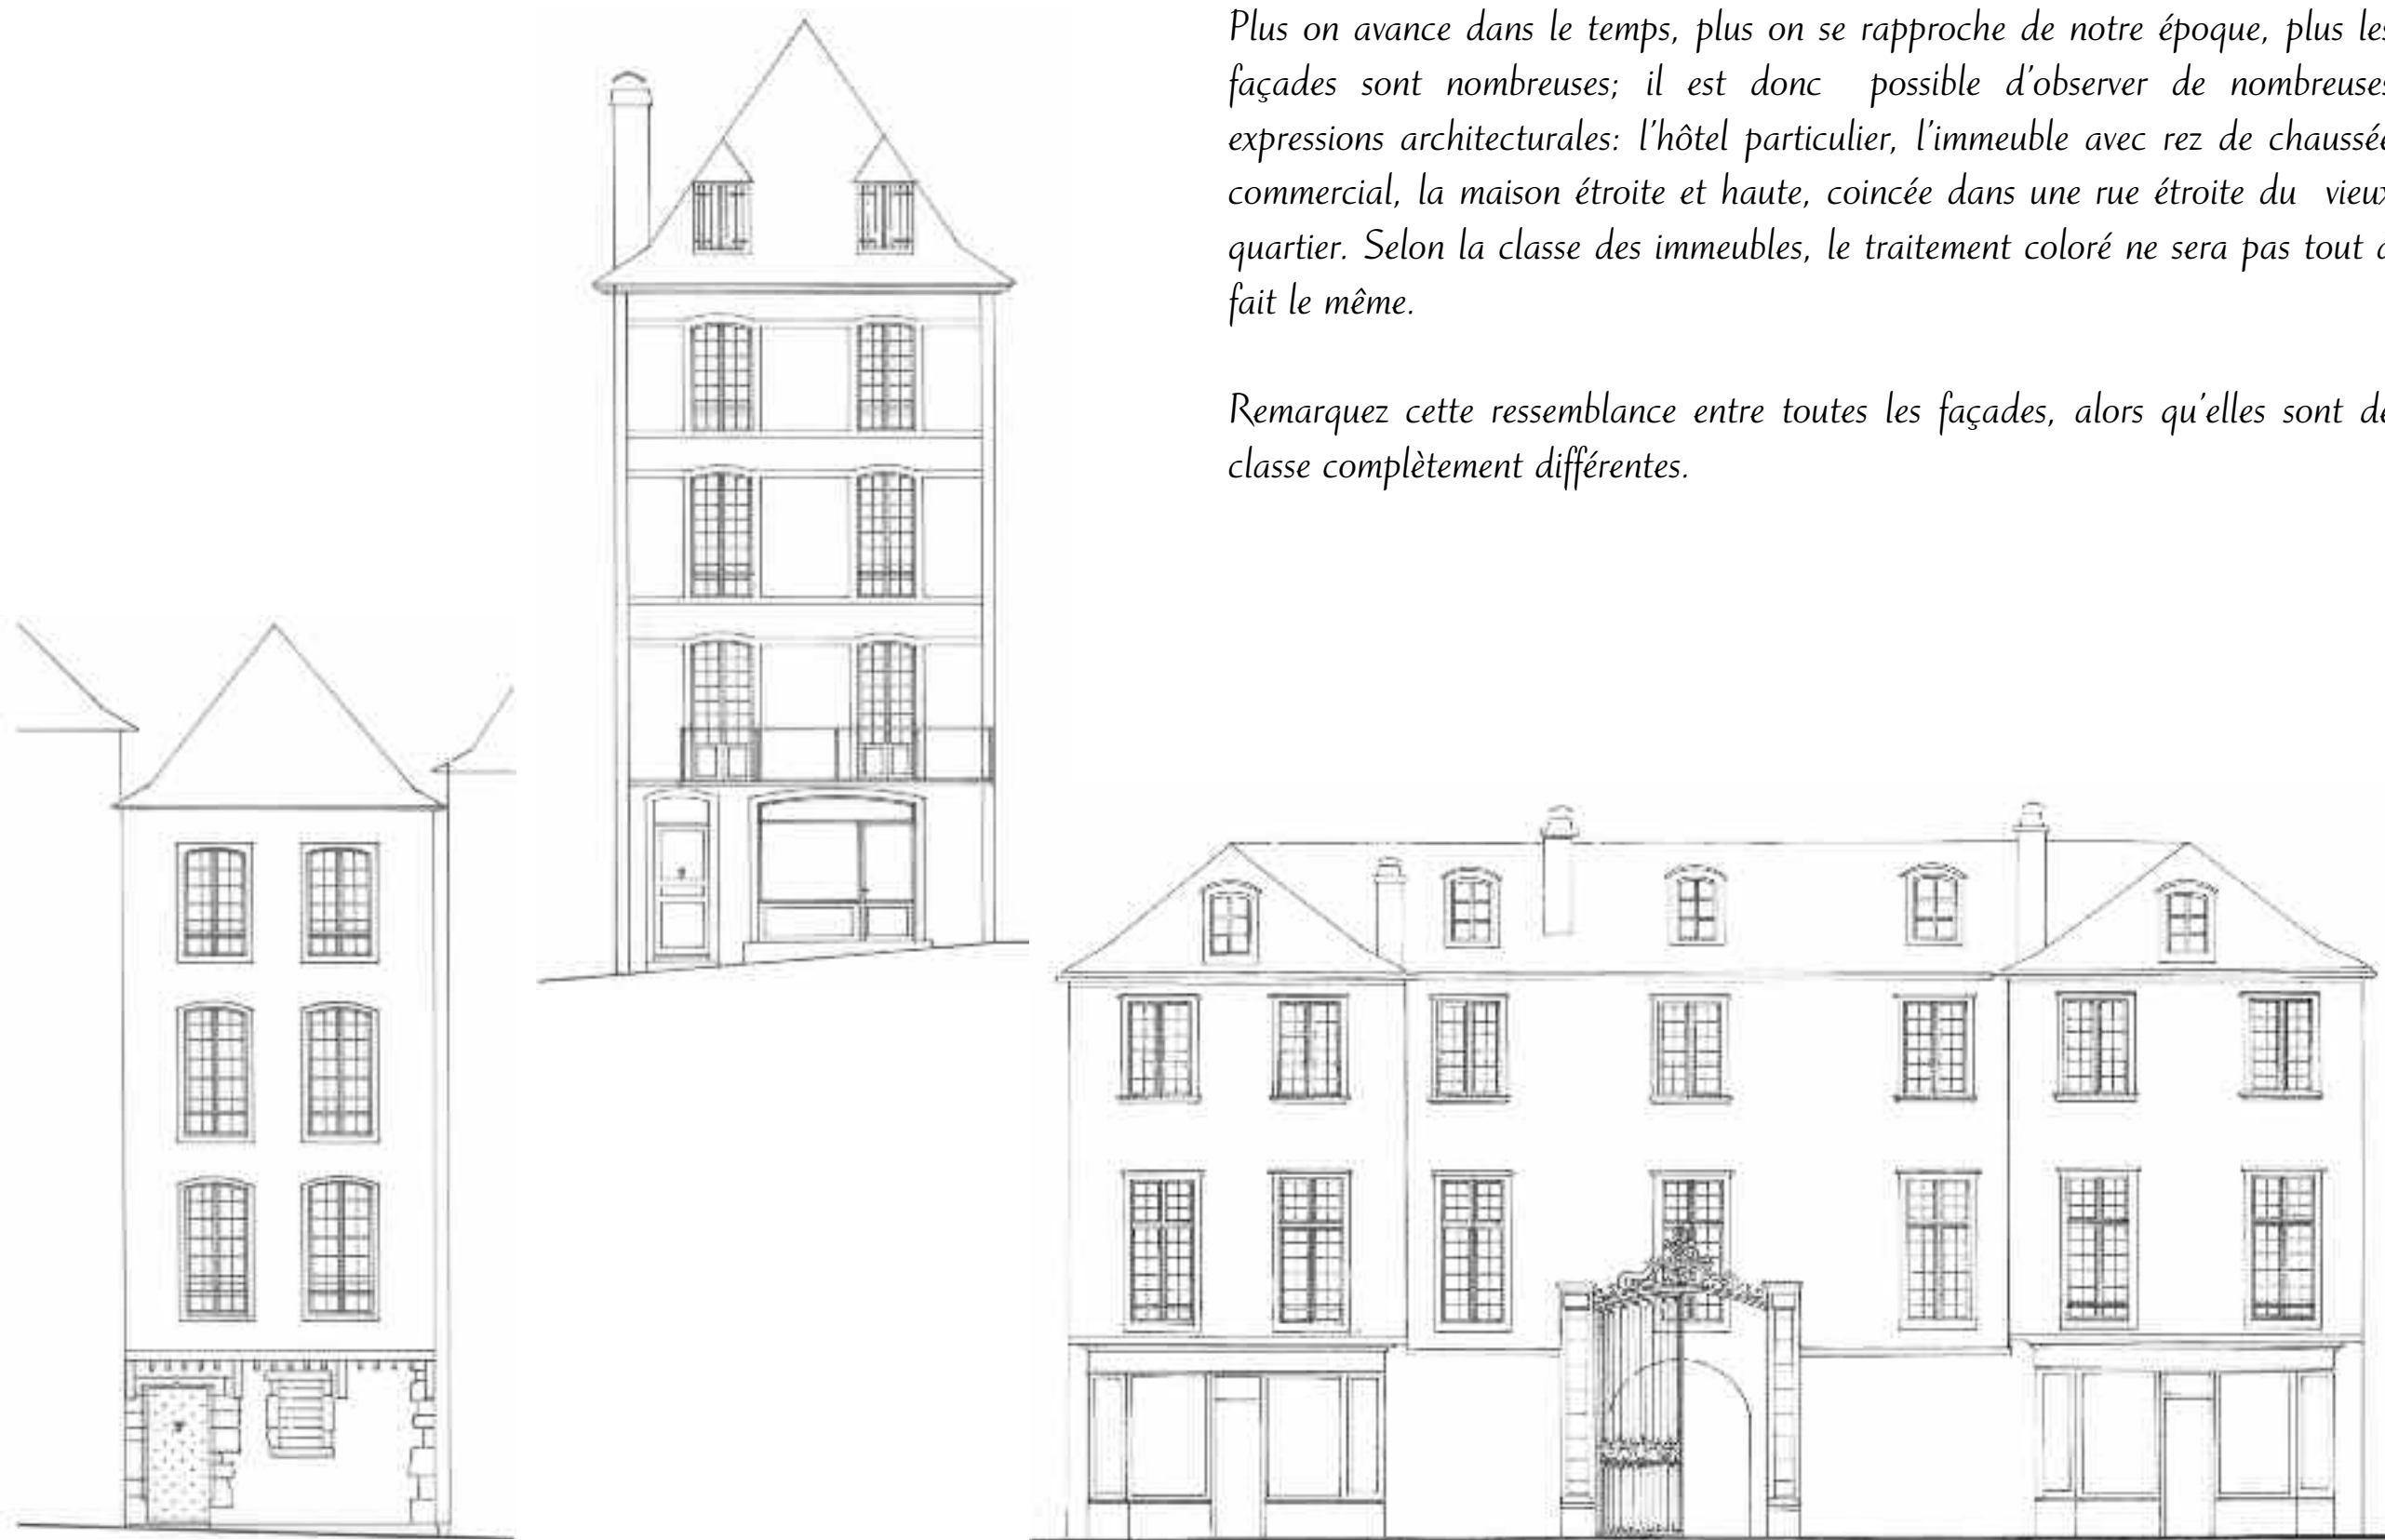 Plus on avance dans le temps, plus on se rapproche de notre époque, plus les
façades sont nombreuses; il est donc possible d'observer de nombreuses
expressions architecturales: l'hôtel particulier, l'immeuble avec rez de chaussée
commercial, la maison étroite et haute, coincée dans une rue étroite du vieux
quartier. Selon la classe des immeubles, le traitement coloré ne sera pas tout à
fait le même.
Remarquez cette ressemblance entre toutes les façades, alors qu'elles sont de
classe complètement différentes.